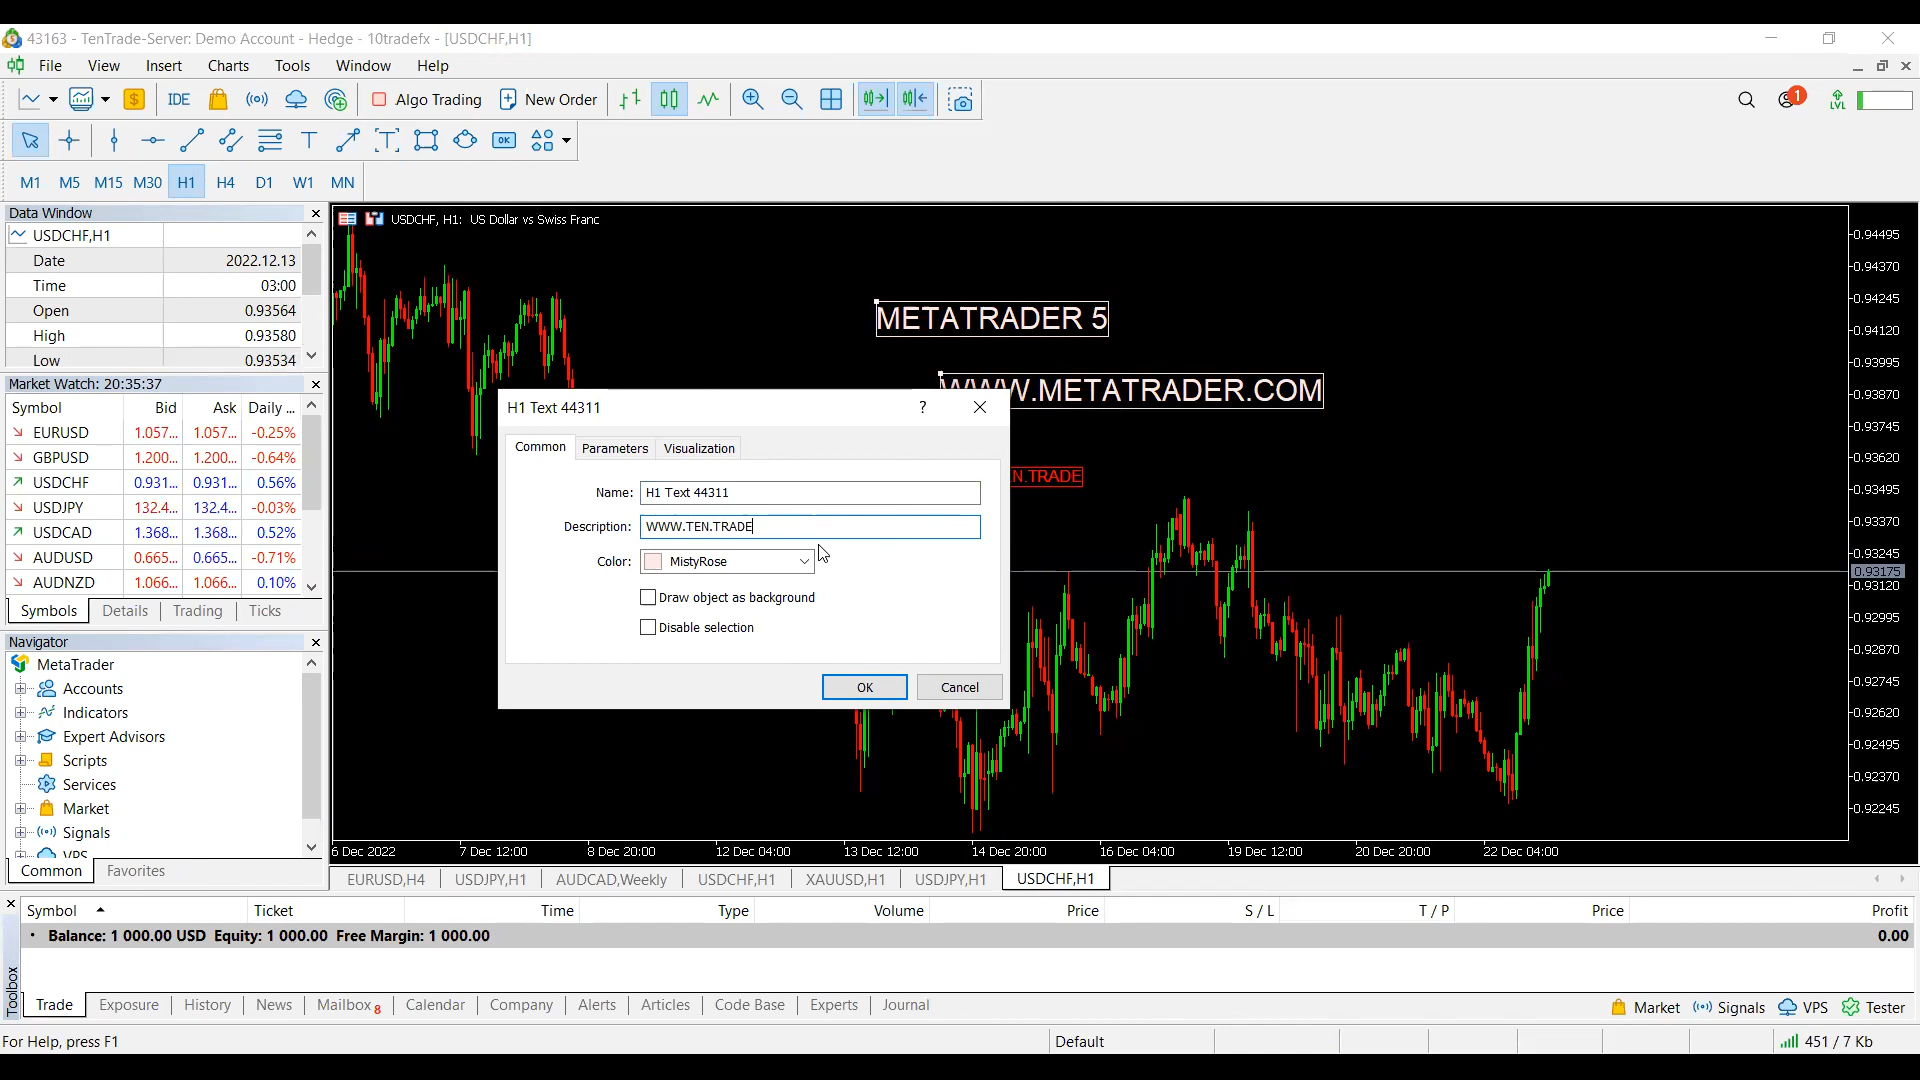 43163 - TenTrade-Server: Demo Account - Hedge - 10tradefx - [USDCHF,H1]
File View Insert Charts Tools Window Help
IDE Algo Trading New Order 1 LVL
T T OK
M1 M5 M15 M30 H1 H4 D1 W1 MN
Data Window
USDCHF,H1
Date 2022.12.13
Time 03:00
Open 0.93564
High 0.93580
Low 0.93534
Market Watch: 20:35:37
Symbol Bid Ask Daily ...
EURUSD 1.057... 1.057... -0.25%
GBPUSD 1.200... 1.200... -0.64%
USDCHF 0.931... 0.931... 0.56%
USDJPY 132.4... 132.4... -0.03%
USDCAD 1.368... 1.368... 0.52%
AUDUSD 0.665... 0.665... -0.71%
AUDNZD 1.066... 1.066... 0.10%
Symbols Details Trading Ticks
Navigator
MetaTrader
Accounts
Indicators
Expert Advisors
Scripts
Services
Market
Signals
VPS
Common Favorites
USDCHF, H1: US Dollar vs Swiss Franc
METATRADER 5
WWW.METATRADER.COM
N.TRADE
H1 Text 44311 ?
Common Parameters Visualization
Name: H1 Text 44311
Description: WWW.TEN.TRADE
Color: MistyRose
Draw object as background
Disable selection
OK Cancel
0.94495
0.94370
0.94245
0.94120
0.93995
0.93870
0.93745
0.93620
0.93495
0.93370
0.93245
0.93175
0.93120
0.92995
0.92870
0.92745
0.92620
0.92495
0.92370
0.92245
6 Dec 2022 7 Dec 12:00 8 Dec 20:00 12 Dec 04:00 13 Dec 12:00 14 Dec 20:00 16 Dec 04:00 19 Dec 12:00 20 Dec 20:00 22 Dec 04:00
EURUSD,H4 USDJPY,H1 AUDCAD,Weekly USDCHF,H1 XAUUSD,H1 USDJPY,H1 USDCHF,H1
Symbol Ticket Time Type Volume Price S / L T / P Price Profit
Balance: 1 000.00 USD Equity: 1 000.00 Free Margin: 1 000.00 0.00
Toolbox
Trade Exposure History News Mailbox 8 Calendar Company Alerts Articles Code Base Experts Journal
Market Signals VPS Tester
For Help, press F1 Default 451 / 7 Kb